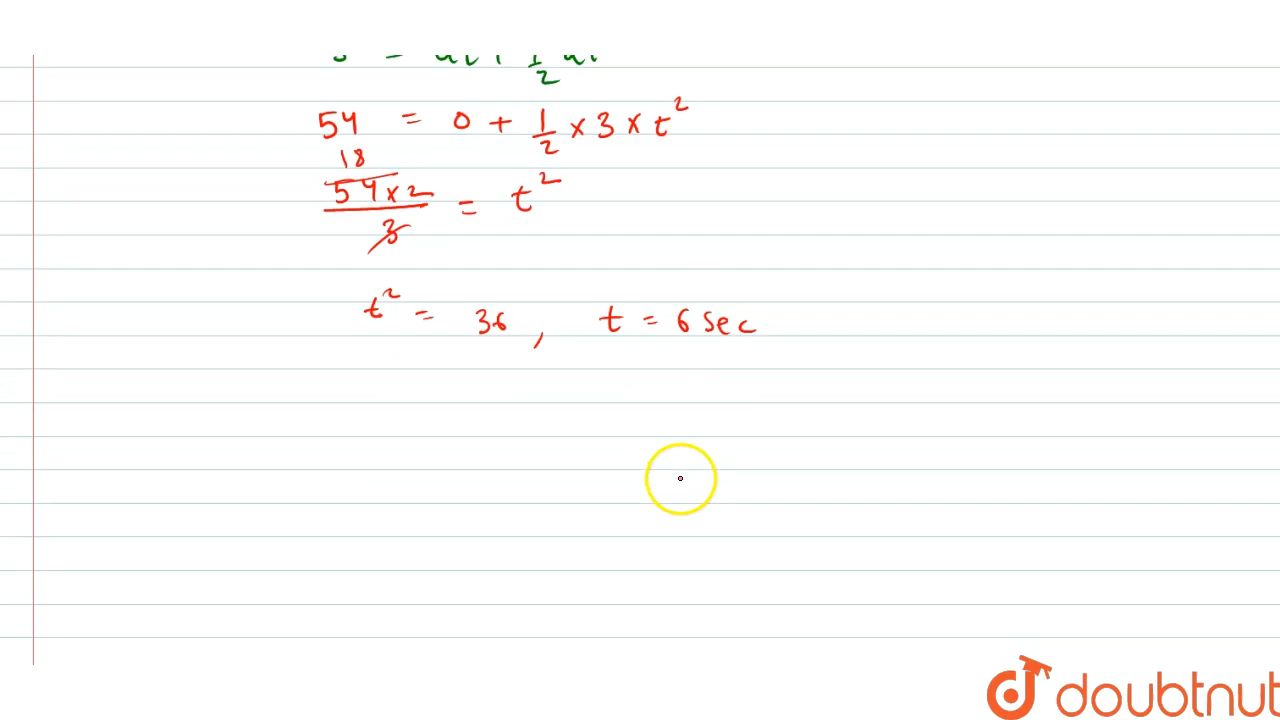 54 = 0 + 1/2 × 3 × t²
18
54 × 2 / 3 = t²
t² = 36 , t = 6 sec
doubtnut